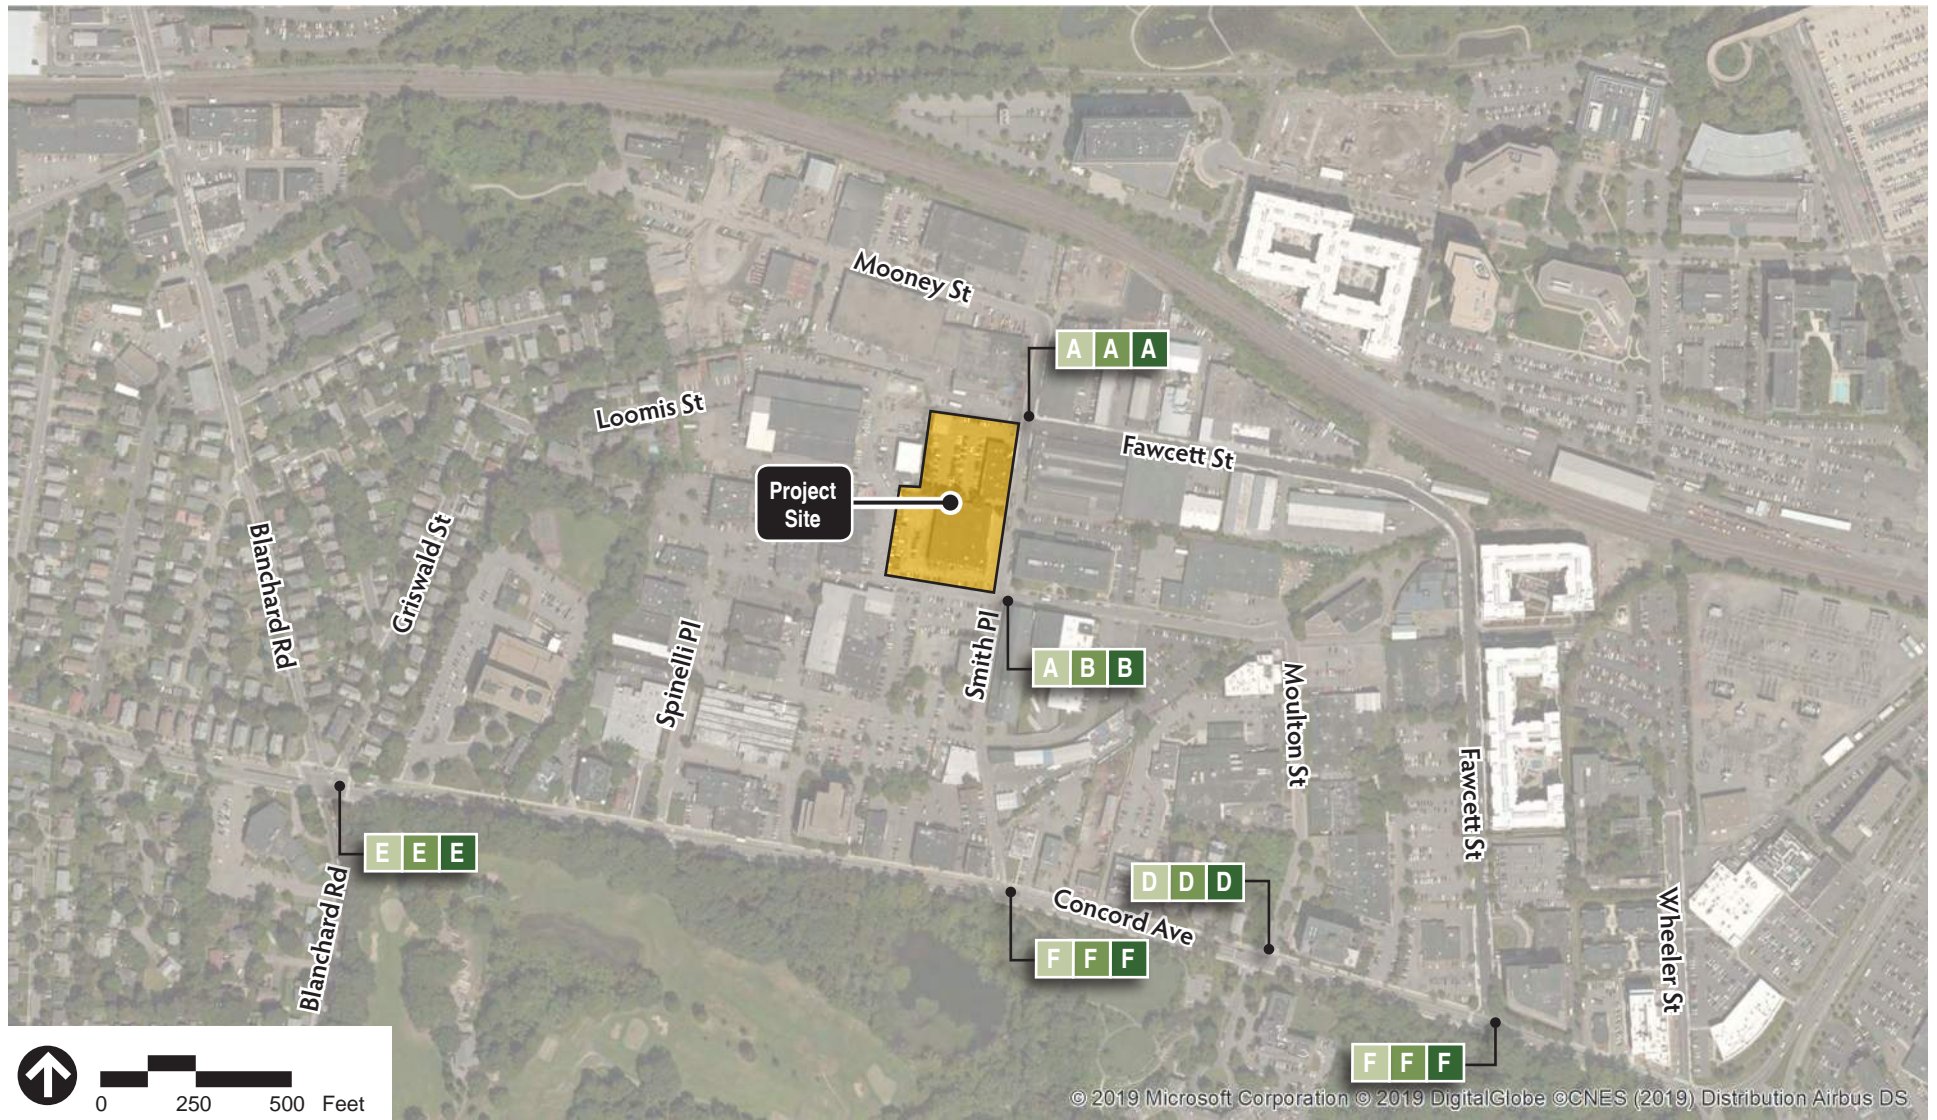 Mooney St
A A A
Loomis St
Fawcett St
Project
Site
Blanchard Rd
Griswald St
Spinelli Pl
Smith Pl
A B B
Moulton St
Fawcett St
E E E
Blanchard Rd
D D D
Concord Ave
F F F
Wheeler St
F F F
0 250 500 Feet
© 2019 Microsoft Corporation © 2019 DigitalGlobe ©CNES (2019) Distribution Airbus DS